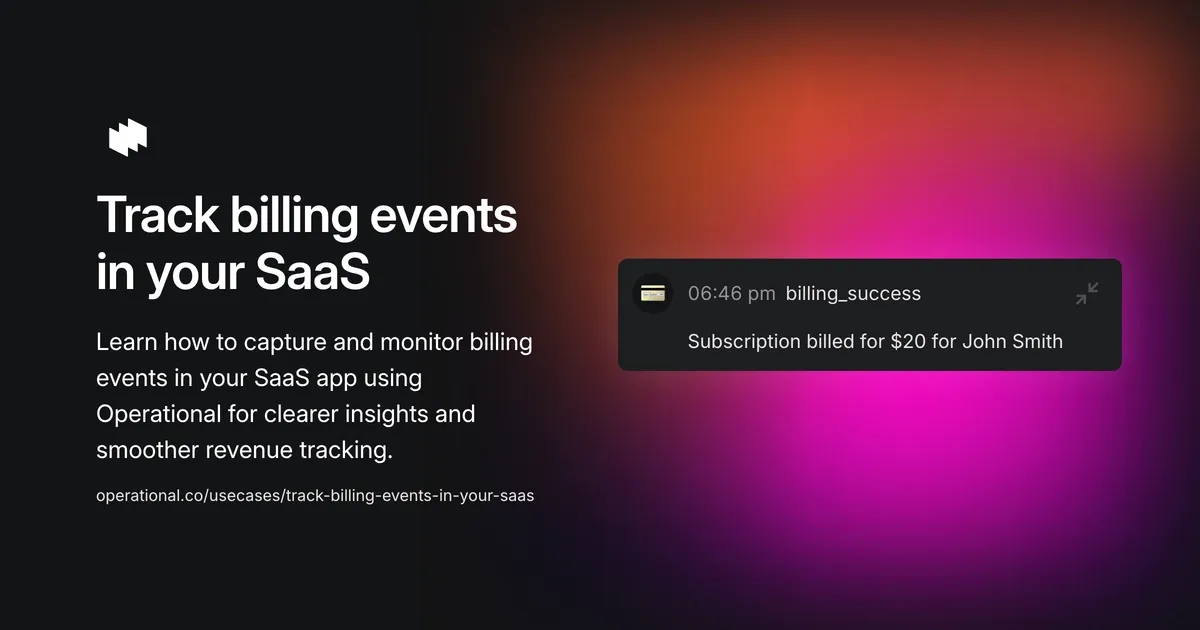 Track billing events
in your SaaS
Learn how to capture and monitor billing
events in your SaaS app using
Operational for clearer insights and
smoother revenue tracking.
operational.co/usecases/track-billing-events-in-your-saas
06:46 pm billing_success
Subscription billed for $20 for John Smith